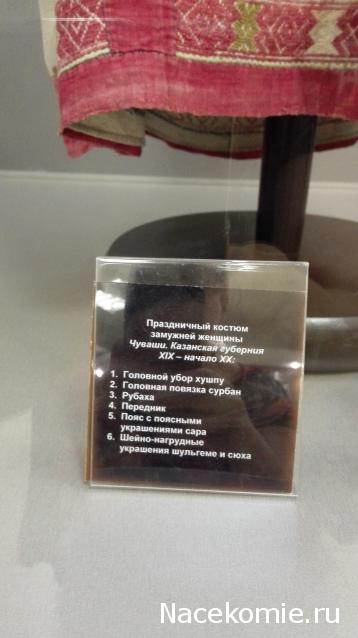 Праздничный костюм
замужней женщины
Чуваши. Казанская губерния
XIX – начало XX:
1. Головной убор хушпу
2. Головная повязка сурбан
3. Рубаха
4. Передник
5. Пояс с поясными
украшениями сара
6. Шейно-нагрудные
украшения шульгеме и сюха
Nacekomie.ru